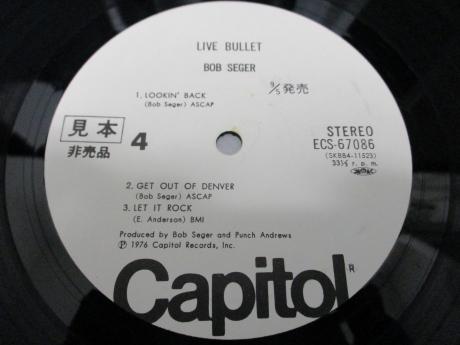 LIVE BULLET
BOB SEGER
1. LOOKIN' BACK
(Bob Seger) ASCAP
9/5 発売
見本
非売品
4
STEREO
ECS-67086
(SKBB4-11523)
33⅓ r.p.m.
2. GET OUT OF DENVER
(Bob Seger) ASCAP
3. LET IT ROCK
(E. Anderson) BMI
Produced by Bob Seger and Punch Andrews
Ⓟ 1976 Capitol Records, Inc.
Capitol®